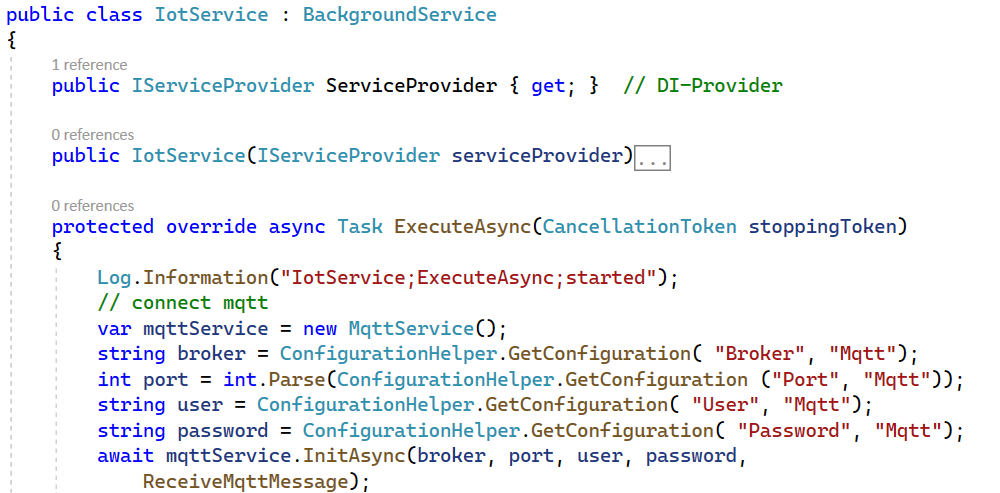 public class IotService : BackgroundService
{
1 reference
public IServiceProvider ServiceProvider { get; } // DI-Provider
0 references
public IotService(IServiceProvider serviceProvider)...
0 references
protected override async Task ExecuteAsync(CancellationToken stoppingToken)
{
Log.Information("IotService;ExecuteAsync;started");
// connect mqtt
var mqttService = new MqttService();
string broker = ConfigurationHelper.GetConfiguration( "Broker", "Mqtt");
int port = int.Parse(ConfigurationHelper.GetConfiguration ("Port", "Mqtt"));
string user = ConfigurationHelper.GetConfiguration( "User", "Mqtt");
string password = ConfigurationHelper.GetConfiguration( "Password", "Mqtt");
await mqttService.InitAsync(broker, port, user, password,
ReceiveMqttMessage);